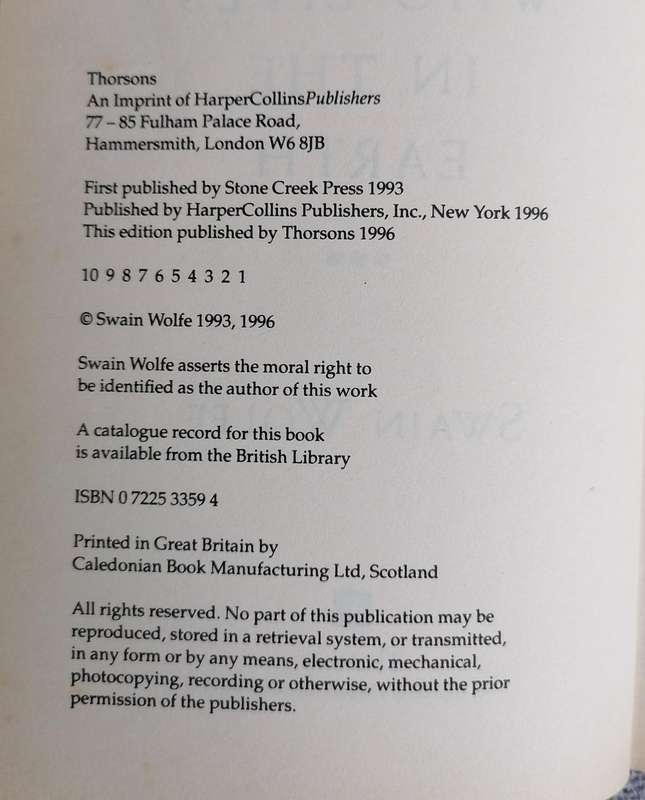 Thorsons
An Imprint of HarperCollinsPublishers
77 – 85 Fulham Palace Road,
Hammersmith, London W6 8JB
First published by Stone Creek Press 1993
Published by HarperCollins Publishers, Inc., New York 1996
This edition published by Thorsons 1996
10 9 8 7 6 5 4 3 2 1
© Swain Wolfe 1993, 1996
Swain Wolfe asserts the moral right to
be identified as the author of this work
A catalogue record for this book
is available from the British Library
ISBN 0 7225 3359 4
Printed in Great Britain by
Caledonian Book Manufacturing Ltd, Scotland
All rights reserved. No part of this publication may be
reproduced, stored in a retrieval system, or transmitted,
in any form or by any means, electronic, mechanical,
photocopying, recording or otherwise, without the prior
permission of the publishers.